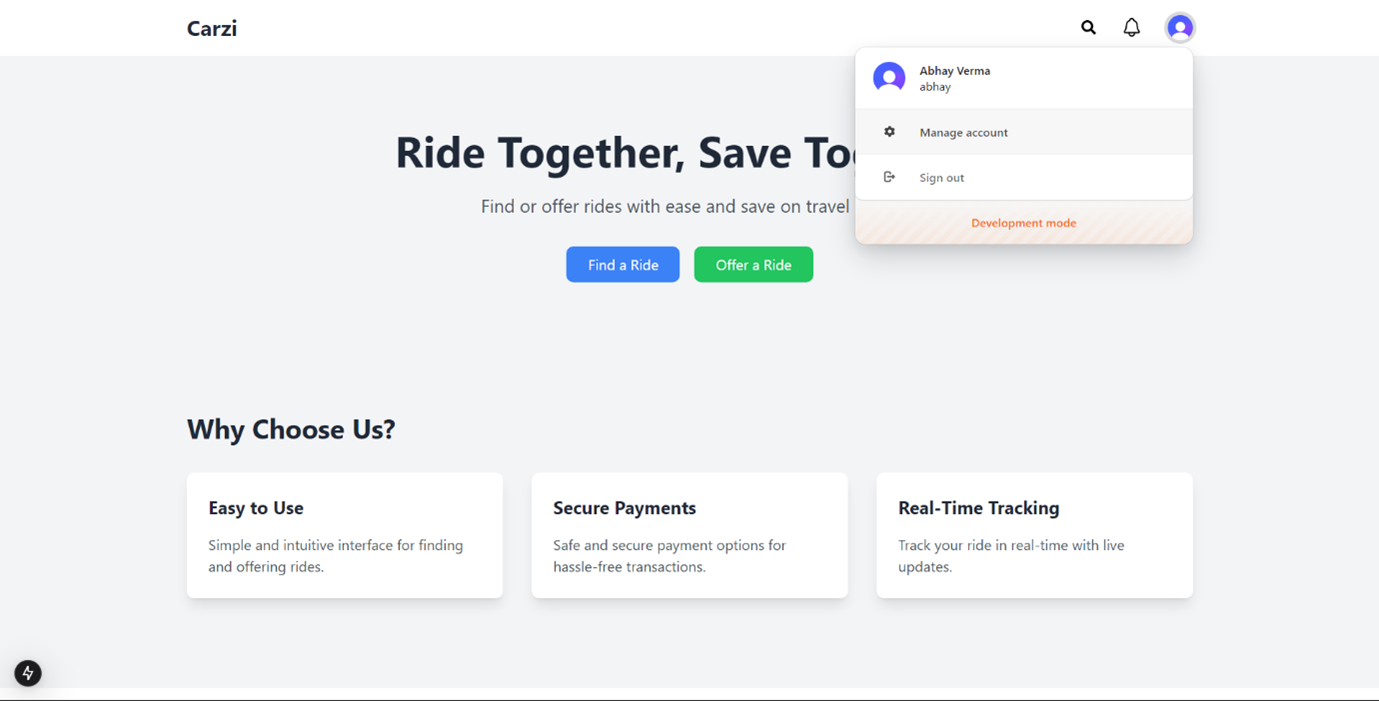 Carzi
Abhay Verma
abhay
Manage account
Sign out
Development mode
Ride Together, Save To
Find or offer rides with ease and save on travel
Find a Ride
Offer a Ride
Why Choose Us?
Easy to Use
Simple and intuitive interface for finding
and offering rides.
Secure Payments
Safe and secure payment options for
hassle-free transactions.
Real-Time Tracking
Track your ride in real-time with live
updates.